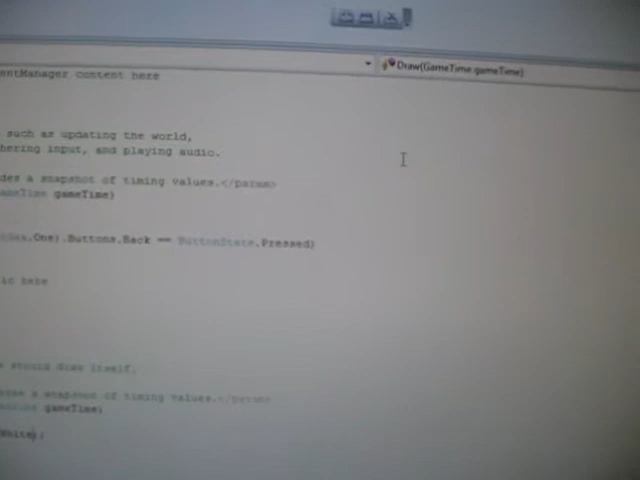 Draw(GameTime gameTime)
entManager content here
such as updating the world,
hering input, and playing audio.
des a snapshot of timing values.</param>
ameTime gameTime)
One).Buttons.Back == ButtonState.Pressed)
ic here
should draw itself.
a snapshot of timing values.</param>
gameTime)
White);